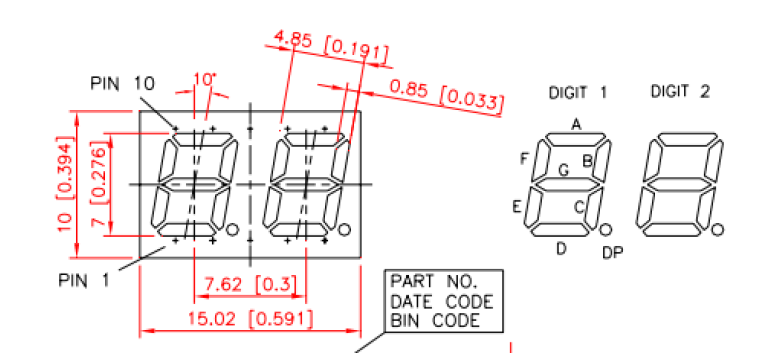 4.85 [0.191]
PIN 10
10°
0.85 [0.033]
DIGIT 1
DIGIT 2
A
F
B
G
E
C
D
DP
10 [0.394]
7 [0.276]
PIN 1
7.62 [0.3]
15.02 [0.591]
PART NO.
DATE CODE
BIN CODE